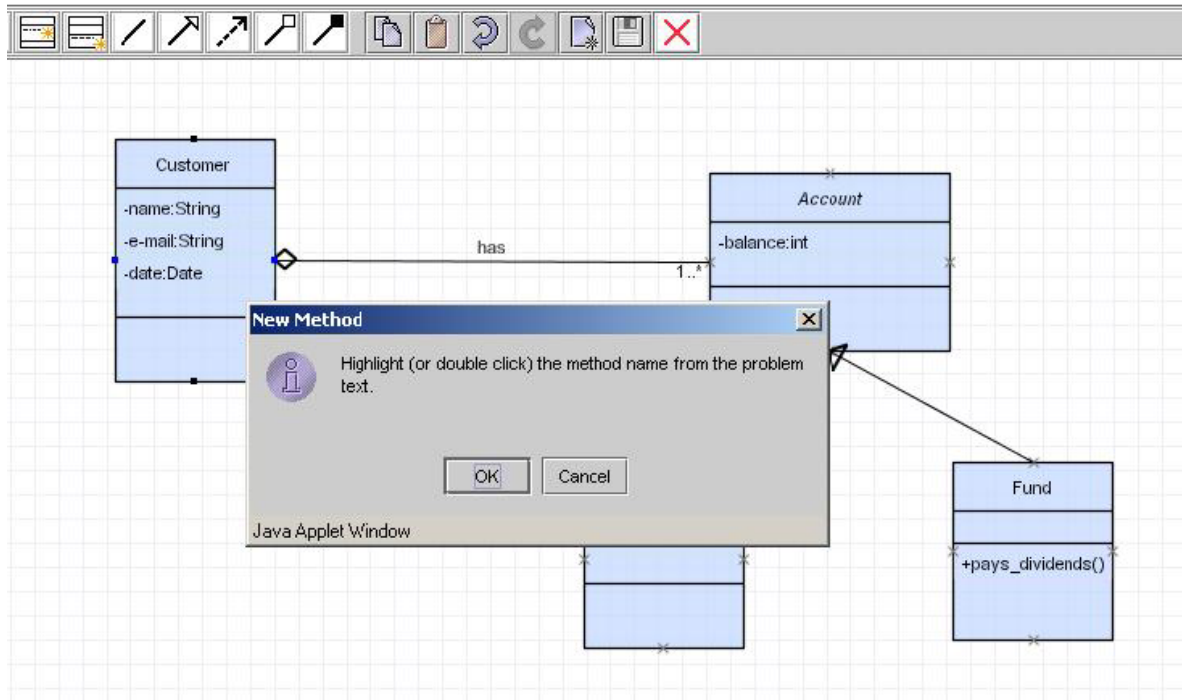 Customer
-name:String
-e-mail:String
-date:Date
has
1..*
Account
-balance:int
New Method
Highlight (or double click) the method name from the problem
text.
OK
Cancel
Java Applet Window
Fund
+pays_dividends()